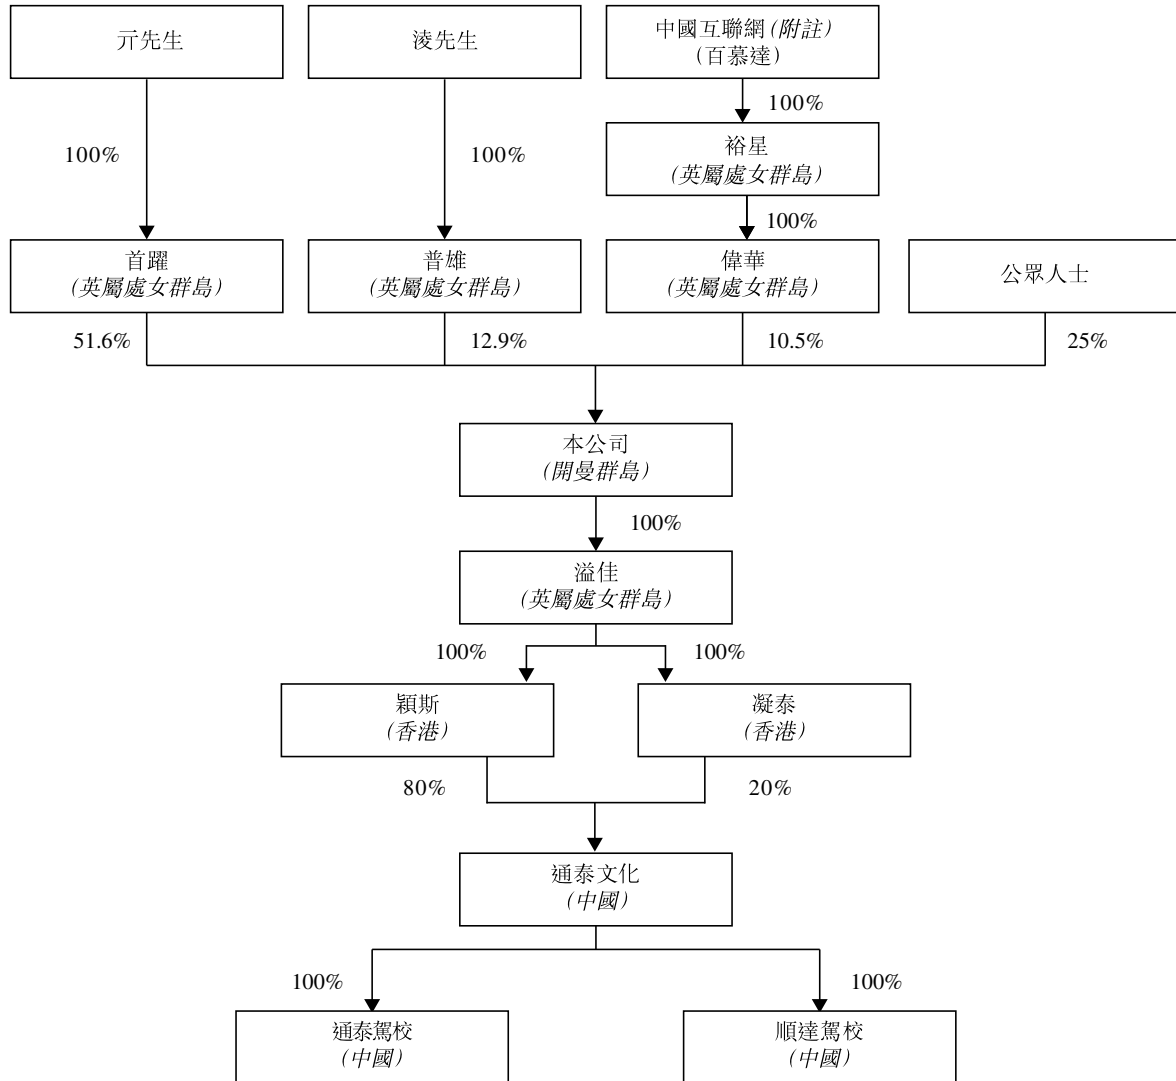 亓先生
淩先生
中國互聯網(附註)
(百慕達)
100%
100%
100%
裕星
(英屬處女群島)
100%
首躍
(英屬處女群島)
普雄
(英屬處女群島)
偉華
(英屬處女群島)
公眾人士
51.6%
12.9%
10.5%
25%
本公司
(開曼群島)
100%
溢佳
(英屬處女群島)
100%
100%
穎斯
(香港)
凝泰
(香港)
80%
20%
通泰文化
(中國)
100%
100%
通泰駕校
(中國)
順達駕校
(中國)